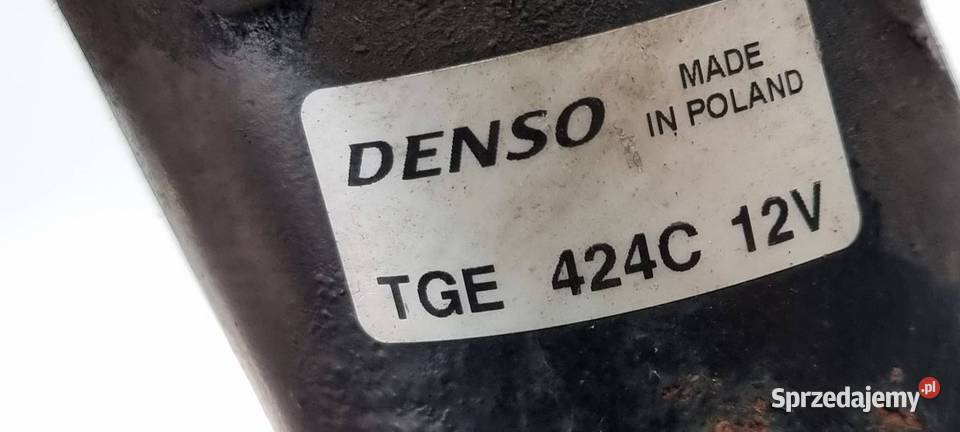 DENSO
MADE
IN POLAND
TGE 424C 12V
Sprzedajemy.pl